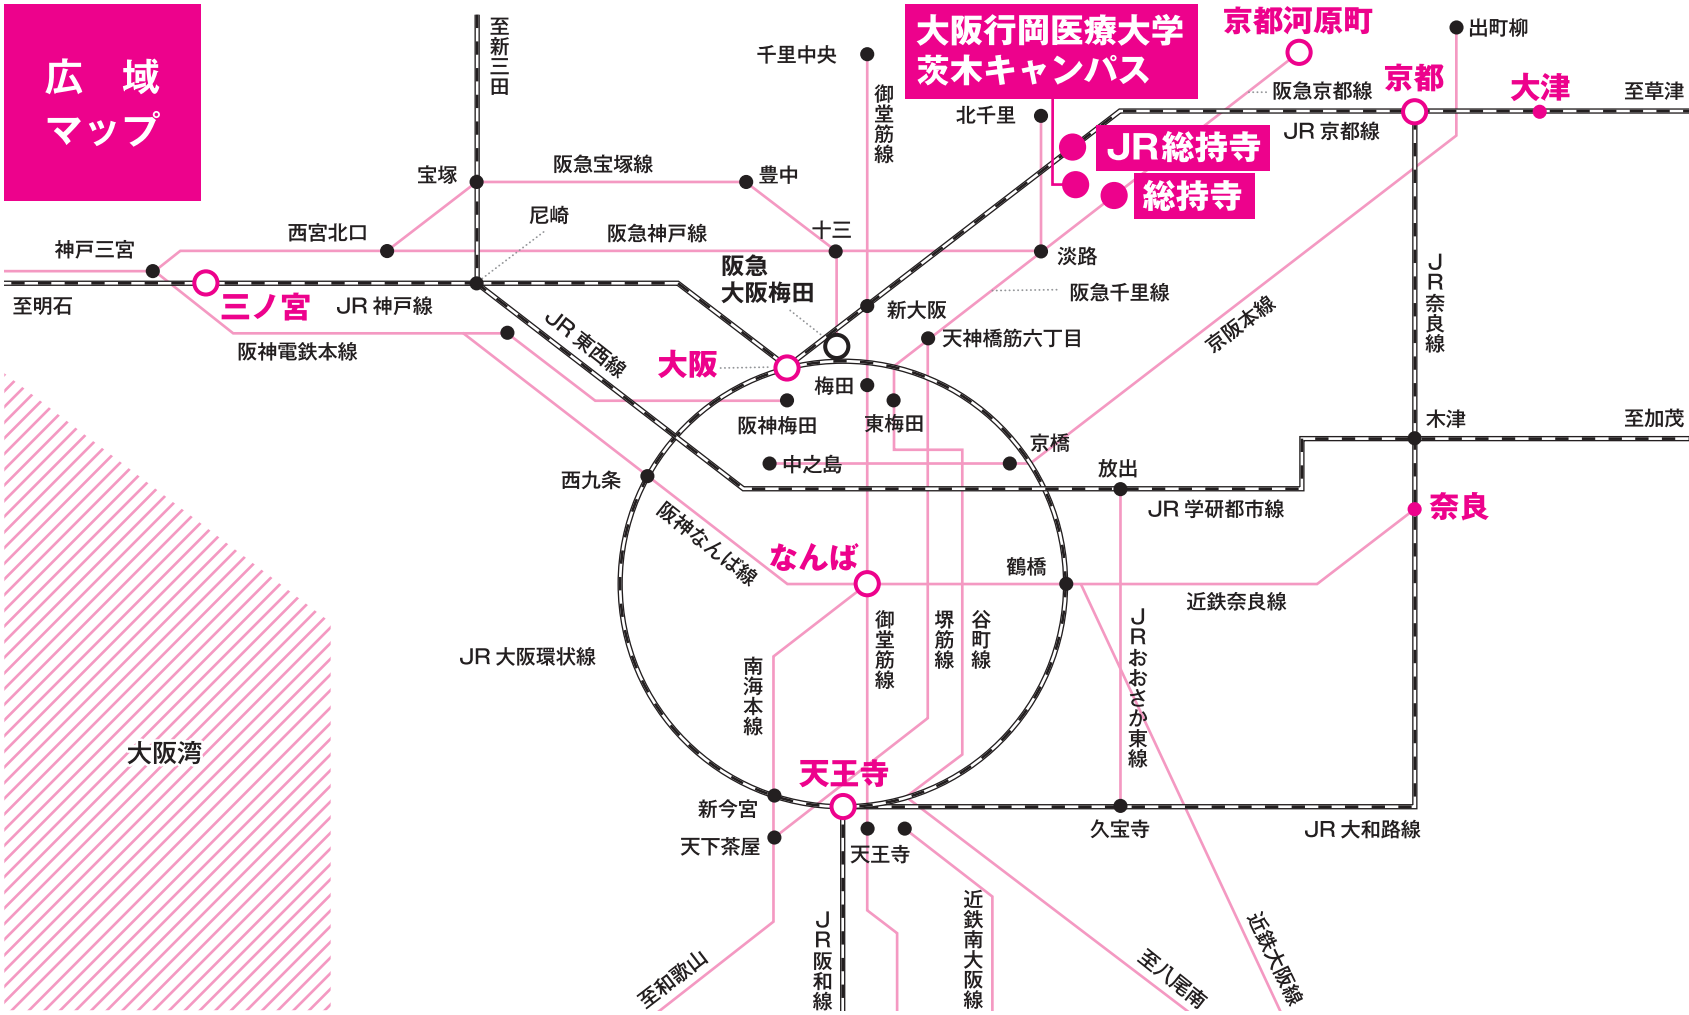 広 域
マップ
至新三田
千里中央
大阪行岡医療大学
茨木キャンパス
京都河原町
出町柳
京都
大津
至草津
阪急京都線
JR 京都線
御堂筋線
北千里
JR総持寺
総持寺
宝塚
阪急宝塚線
豊中
尼崎
西宮北口
阪急神戸線
十三
神戸三宮
淡路
阪急
大阪梅田
阪急千里線
至明石
三ノ宮
JR 神戸線
新大阪
京阪本線
JR奈良線
阪神電鉄本線
JR 東西線
大阪
天神橋筋六丁目
梅田
阪神梅田
東梅田
木津
至加茂
京橋
中之島
放出
西九条
JR 学研都市線
奈良
阪神なんば線
なんば
鶴橋
近鉄奈良線
御堂筋線
堺筋線
谷町線
JRおおさか東線
JR 大阪環状線
南海本線
大阪湾
天王寺
新今宮
天下茶屋
天王寺
久宝寺
JR 大和路線
至和歌山
JR阪和線
近鉄南大阪線
至八尾南
近鉄大阪線